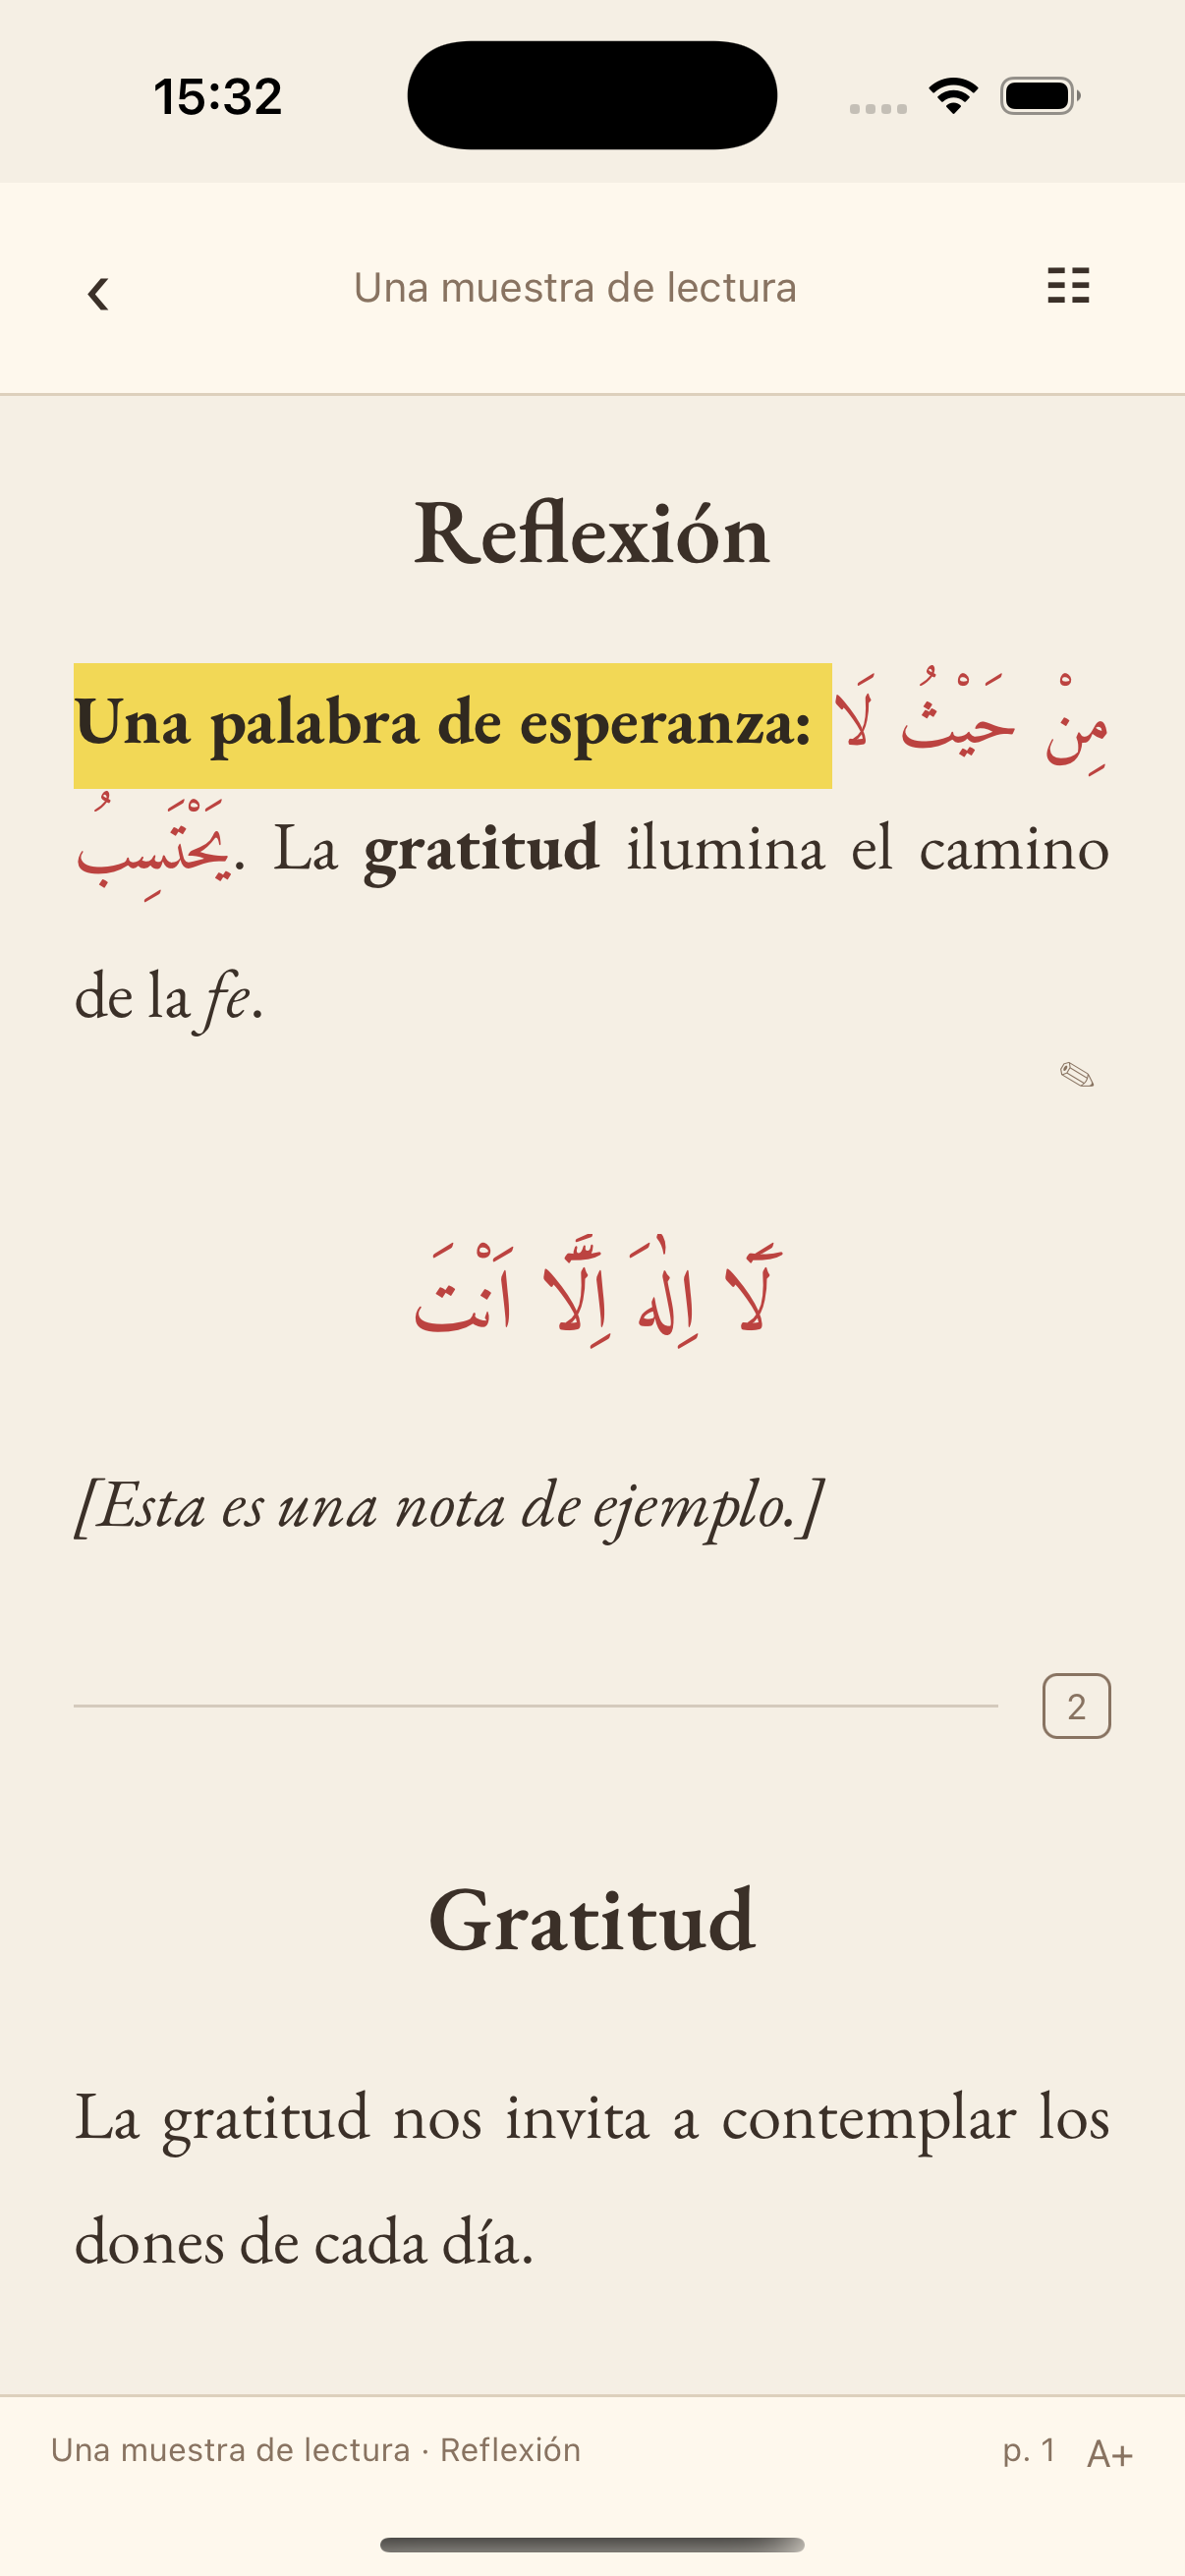 15:32
Una muestra de lectura
Reflexión
Una palabra de esperanza: مِنْ حَيْثُ لَا
يَحْتَسِبُ. La gratitud ilumina el camino
de la fe.
لَٓا اِلٰهَ اِلَّٓا اَنْتَ
[Esta es una nota de ejemplo.]
2
Gratitud
La gratitud nos invita a contemplar los
dones de cada día.
Una muestra de lectura · Reflexión p. 1 A+